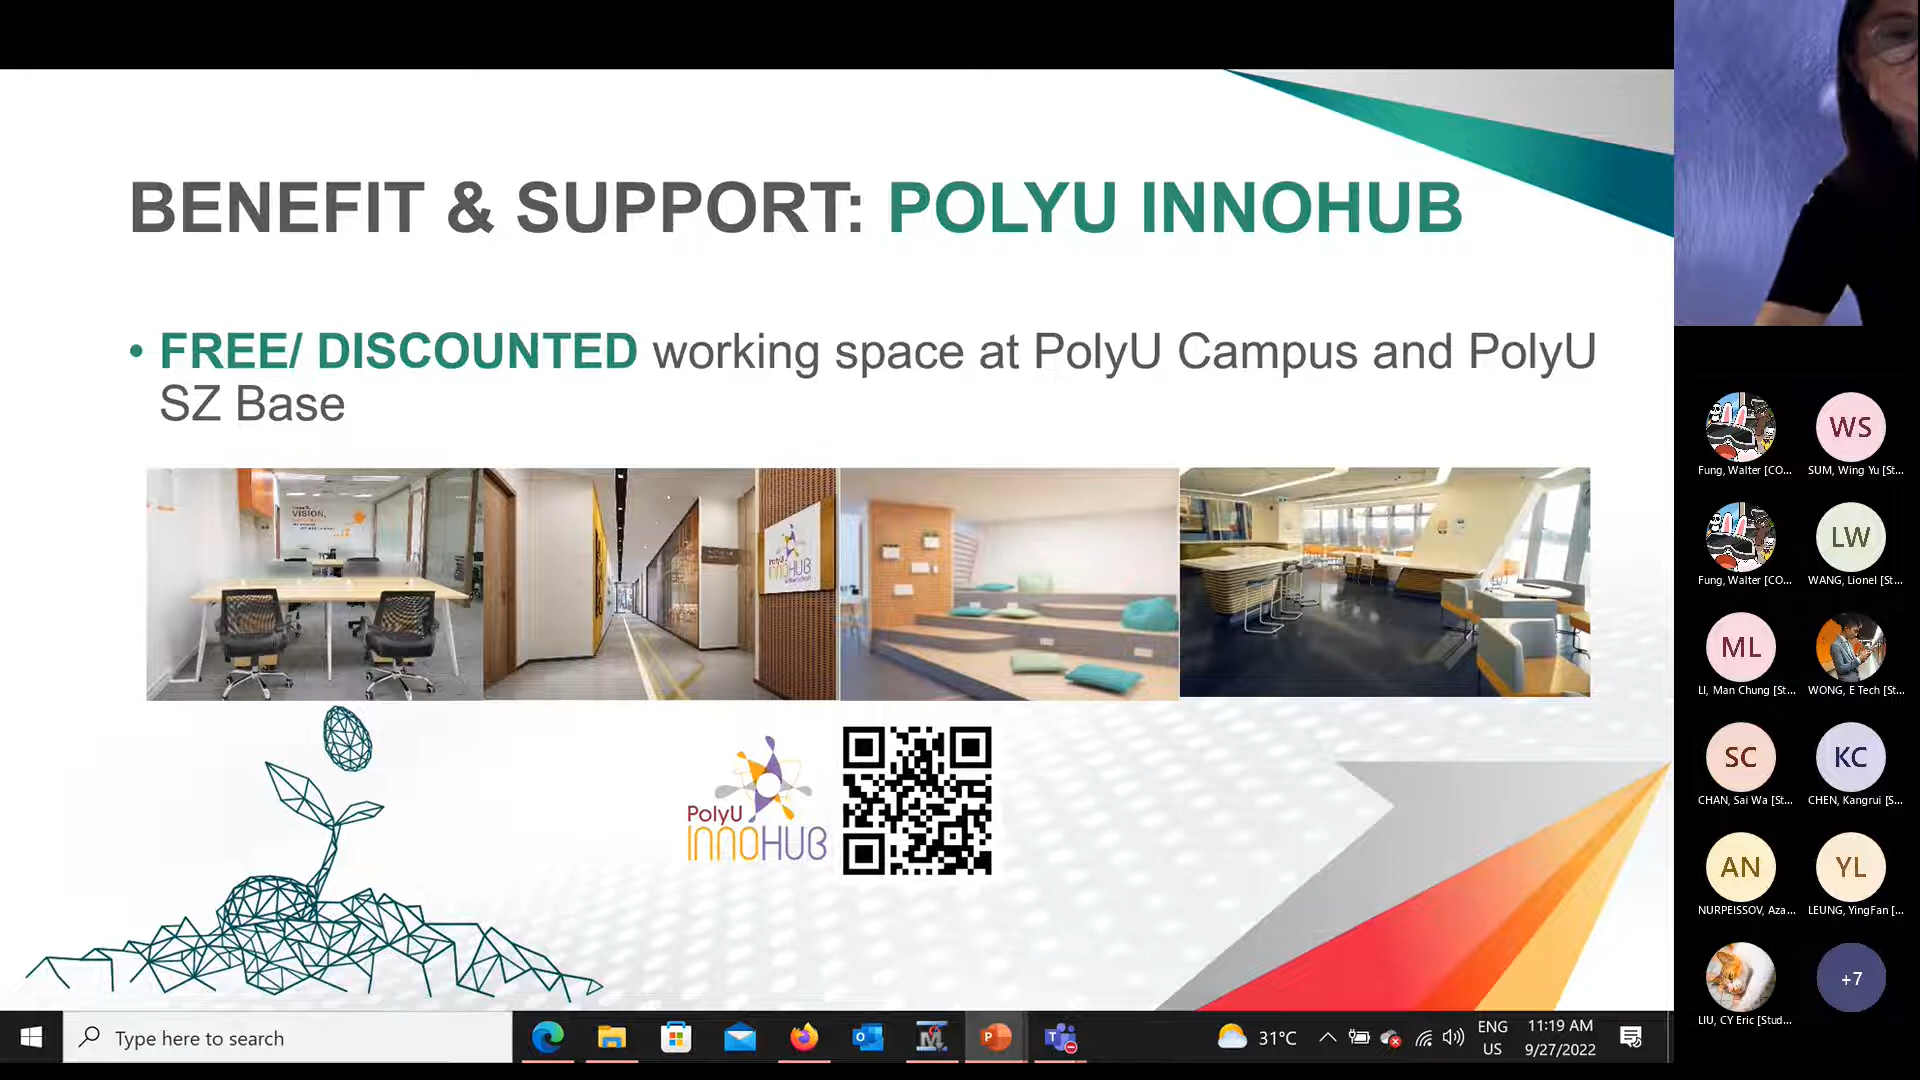 BENEFIT & SUPPORT: POLYU INNOHUB
• FREE/ DISCOUNTED working space at PolyU Campus and PolyU
SZ Base
VISION,
PolyU
INNOHUB
PolyU
INNOHUB
Fung, Walter [CO...
WS
SUM, Wing Yu [St...
Fung, Walter [CO...
LW
WANG, Lionel [St...
ML
LI, Man Chung [St...
WONG, E Tech [St...
SC
CHAN, Sai Wa [St...
KC
CHEN, Kangrui [S...
AN
NURPEISSOV, Aza...
YL
LEUNG, YingFan [...
LIU, CY Eric [Stud...
+7
Type here to search
31°C
ENG
US
11:19 AM
9/27/2022